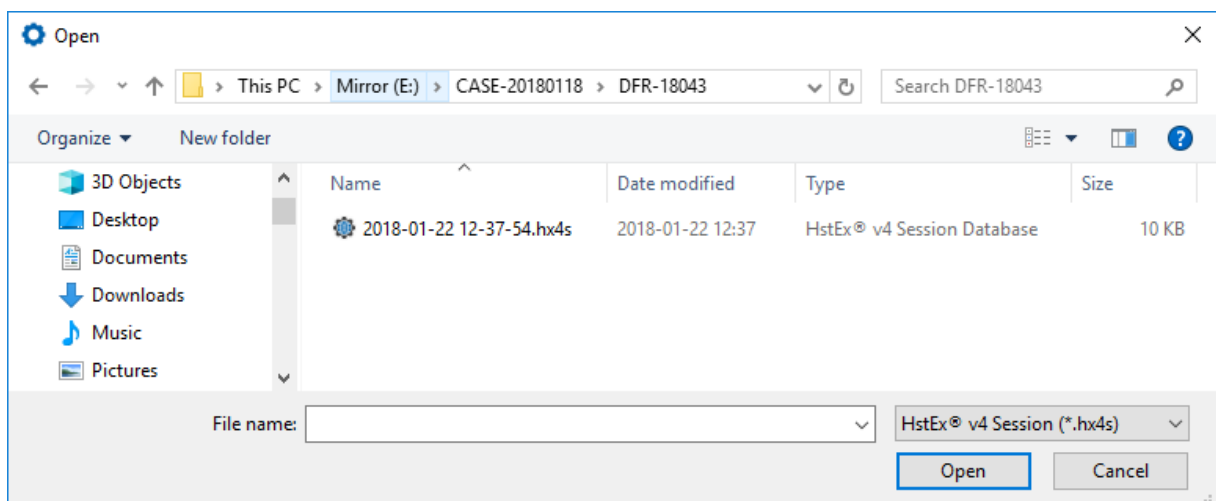 Open
This PC > Mirror (E:) > CASE-20180118 > DFR-18043
Search DFR-18043
Organize
New folder
?
3D Objects
Desktop
Documents
Downloads
Music
Pictures
Name Date modified Type Size
2018-01-22 12-37-54.hx4s 2018-01-22 12:37 HstEx® v4 Session Database 10 KB
File name:
HstEx® v4 Session (*.hx4s)
Open Cancel